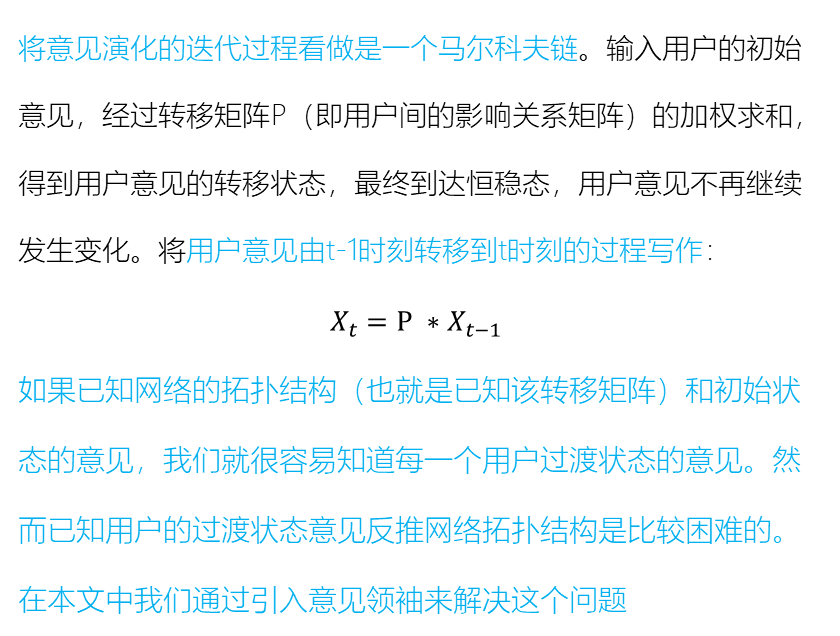 将意见演化的迭代过程看做是一个马尔科夫链。输入用户的初始
意见，经过转移矩阵P（即用户间的影响关系矩阵）的加权求和，
得到用户意见的转移状态，最终到达恒稳态，用户意见不再继续
发生变化。将用户意见由t-1时刻转移到t时刻的过程写作：
X_t = P * X_{t-1}
如果已知网络的拓扑结构（也就是已知该转移矩阵）和初始状
态的意见，我们就很容易知道每一个用户过渡状态的意见。然
而已知用户的过渡状态意见反推网络拓扑结构是比较困难的。
在本文中我们通过引入意见领袖来解决这个问题